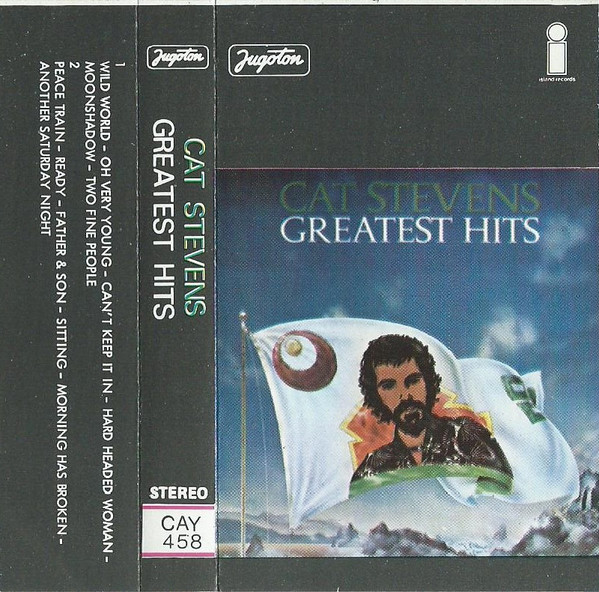 1
WILD WORLD – OH VERY YOUNG – CAN'T KEEP IT IN – HARD HEADED WOMAN –
MOONSHADOW – TWO FINE PEOPLE
2
PEACE TRAIN – READY – FATHER & SON – SITTING – MORNING HAS BROKEN –
ANOTHER SATURDAY NIGHT
Jugoton
CAT STEVENS
GREATEST HITS
STEREO
CAY
458
Jugoton
i
island records
CAT STEVENS
GREATEST HITS